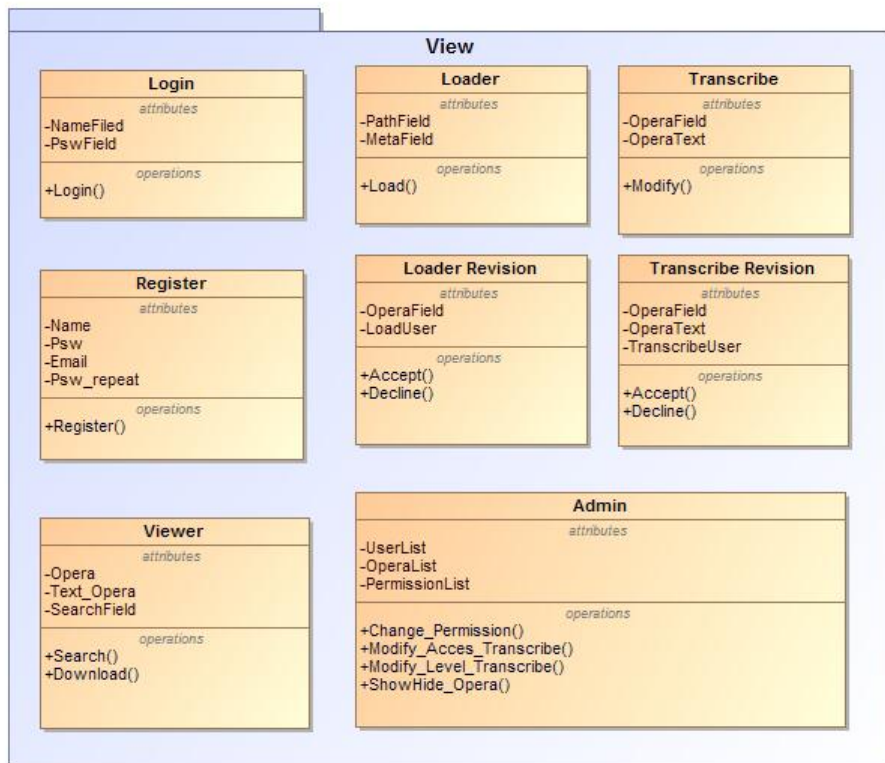 View
Login
attributes
-NameFiled
-PswField
operations
+Login()
Loader
attributes
-PathField
-MetaField
operations
+Load()
Transcribe
attributes
-OperaField
-OperaText
operations
+Modify()
Register
attributes
-Name
-Psw
-Email
-Psw_repeat
operations
+Register()
Loader Revision
attributes
-OperaField
-LoadUser
operations
+Accept()
+Decline()
Transcribe Revision
attributes
-OperaField
-OperaText
-TranscribeUser
operations
+Accept()
+Decline()
Viewer
attributes
-Opera
-Text_Opera
-SearchField
operations
+Search()
+Download()
Admin
attributes
-UserList
-OperaList
-PermissionList
operations
+Change_Permission()
+Modify_Acces_Transcribe()
+Modify_Level_Transcribe()
+ShowHide_Opera()